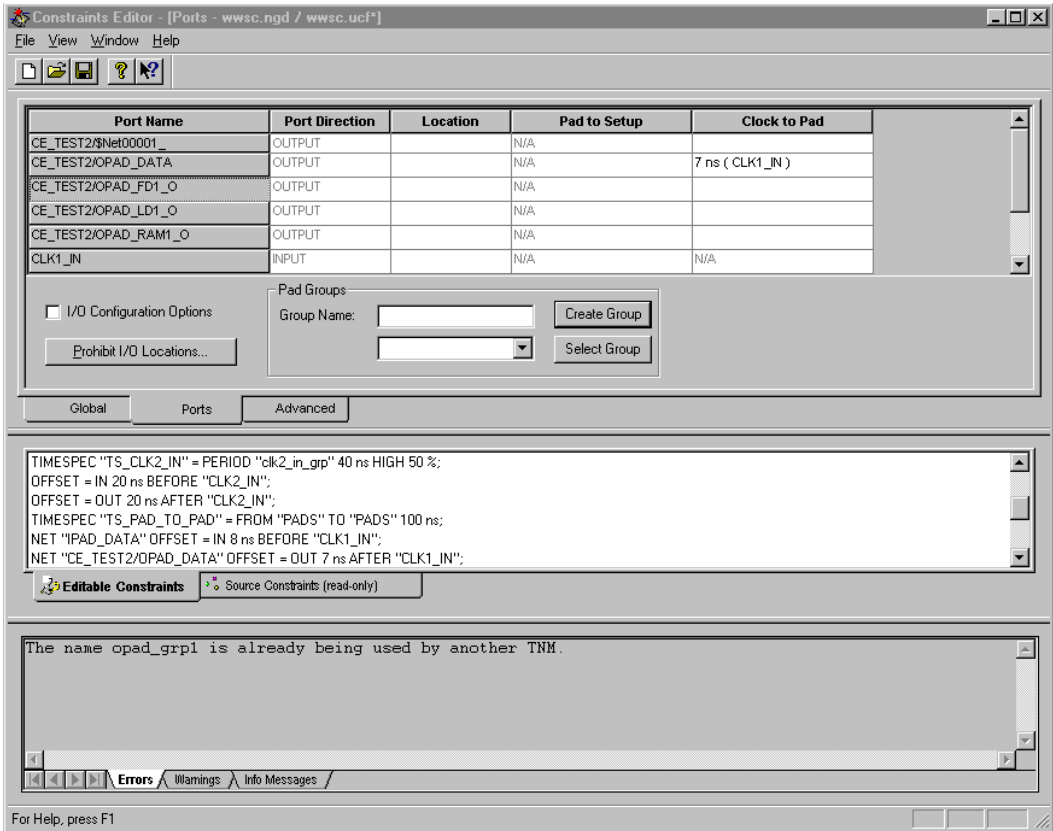 Constraints Editor - [Ports - wwsc.ngd / wwsc.ucf*]
File View Window Help
Port Name Port Direction Location Pad to Setup Clock to Pad
CE_TEST2/$Net00001_ OUTPUT N/A
CE_TEST2/OPAD_DATA OUTPUT N/A 7 ns ( CLK1_IN )
CE_TEST2/OPAD_FD1_O OUTPUT N/A
CE_TEST2/OPAD_LD1_O OUTPUT N/A
CE_TEST2/OPAD_RAM1_O OUTPUT N/A
CLK1_IN INPUT N/A N/A
I/O Configuration Options
Prohibit I/O Locations...
Pad Groups
Group Name: Create Group
Select Group
Global Ports Advanced
TIMESPEC "TS_CLK2_IN" = PERIOD "clk2_in_grp" 40 ns HIGH 50 %;
OFFSET = IN 20 ns BEFORE "CLK2_IN";
OFFSET = OUT 20 ns AFTER "CLK2_IN";
TIMESPEC "TS_PAD_TO_PAD" = FROM "PADS" TO "PADS" 100 ns;
NET "IPAD_DATA" OFFSET = IN 8 ns BEFORE "CLK1_IN";
NET "CE_TEST2/OPAD_DATA" OFFSET = OUT 7 ns AFTER "CLK1_IN";
Editable Constraints Source Constraints (read-only)
The name opad_grp1 is already being used by another TNM.
Errors Warnings Info Messages
For Help, press F1